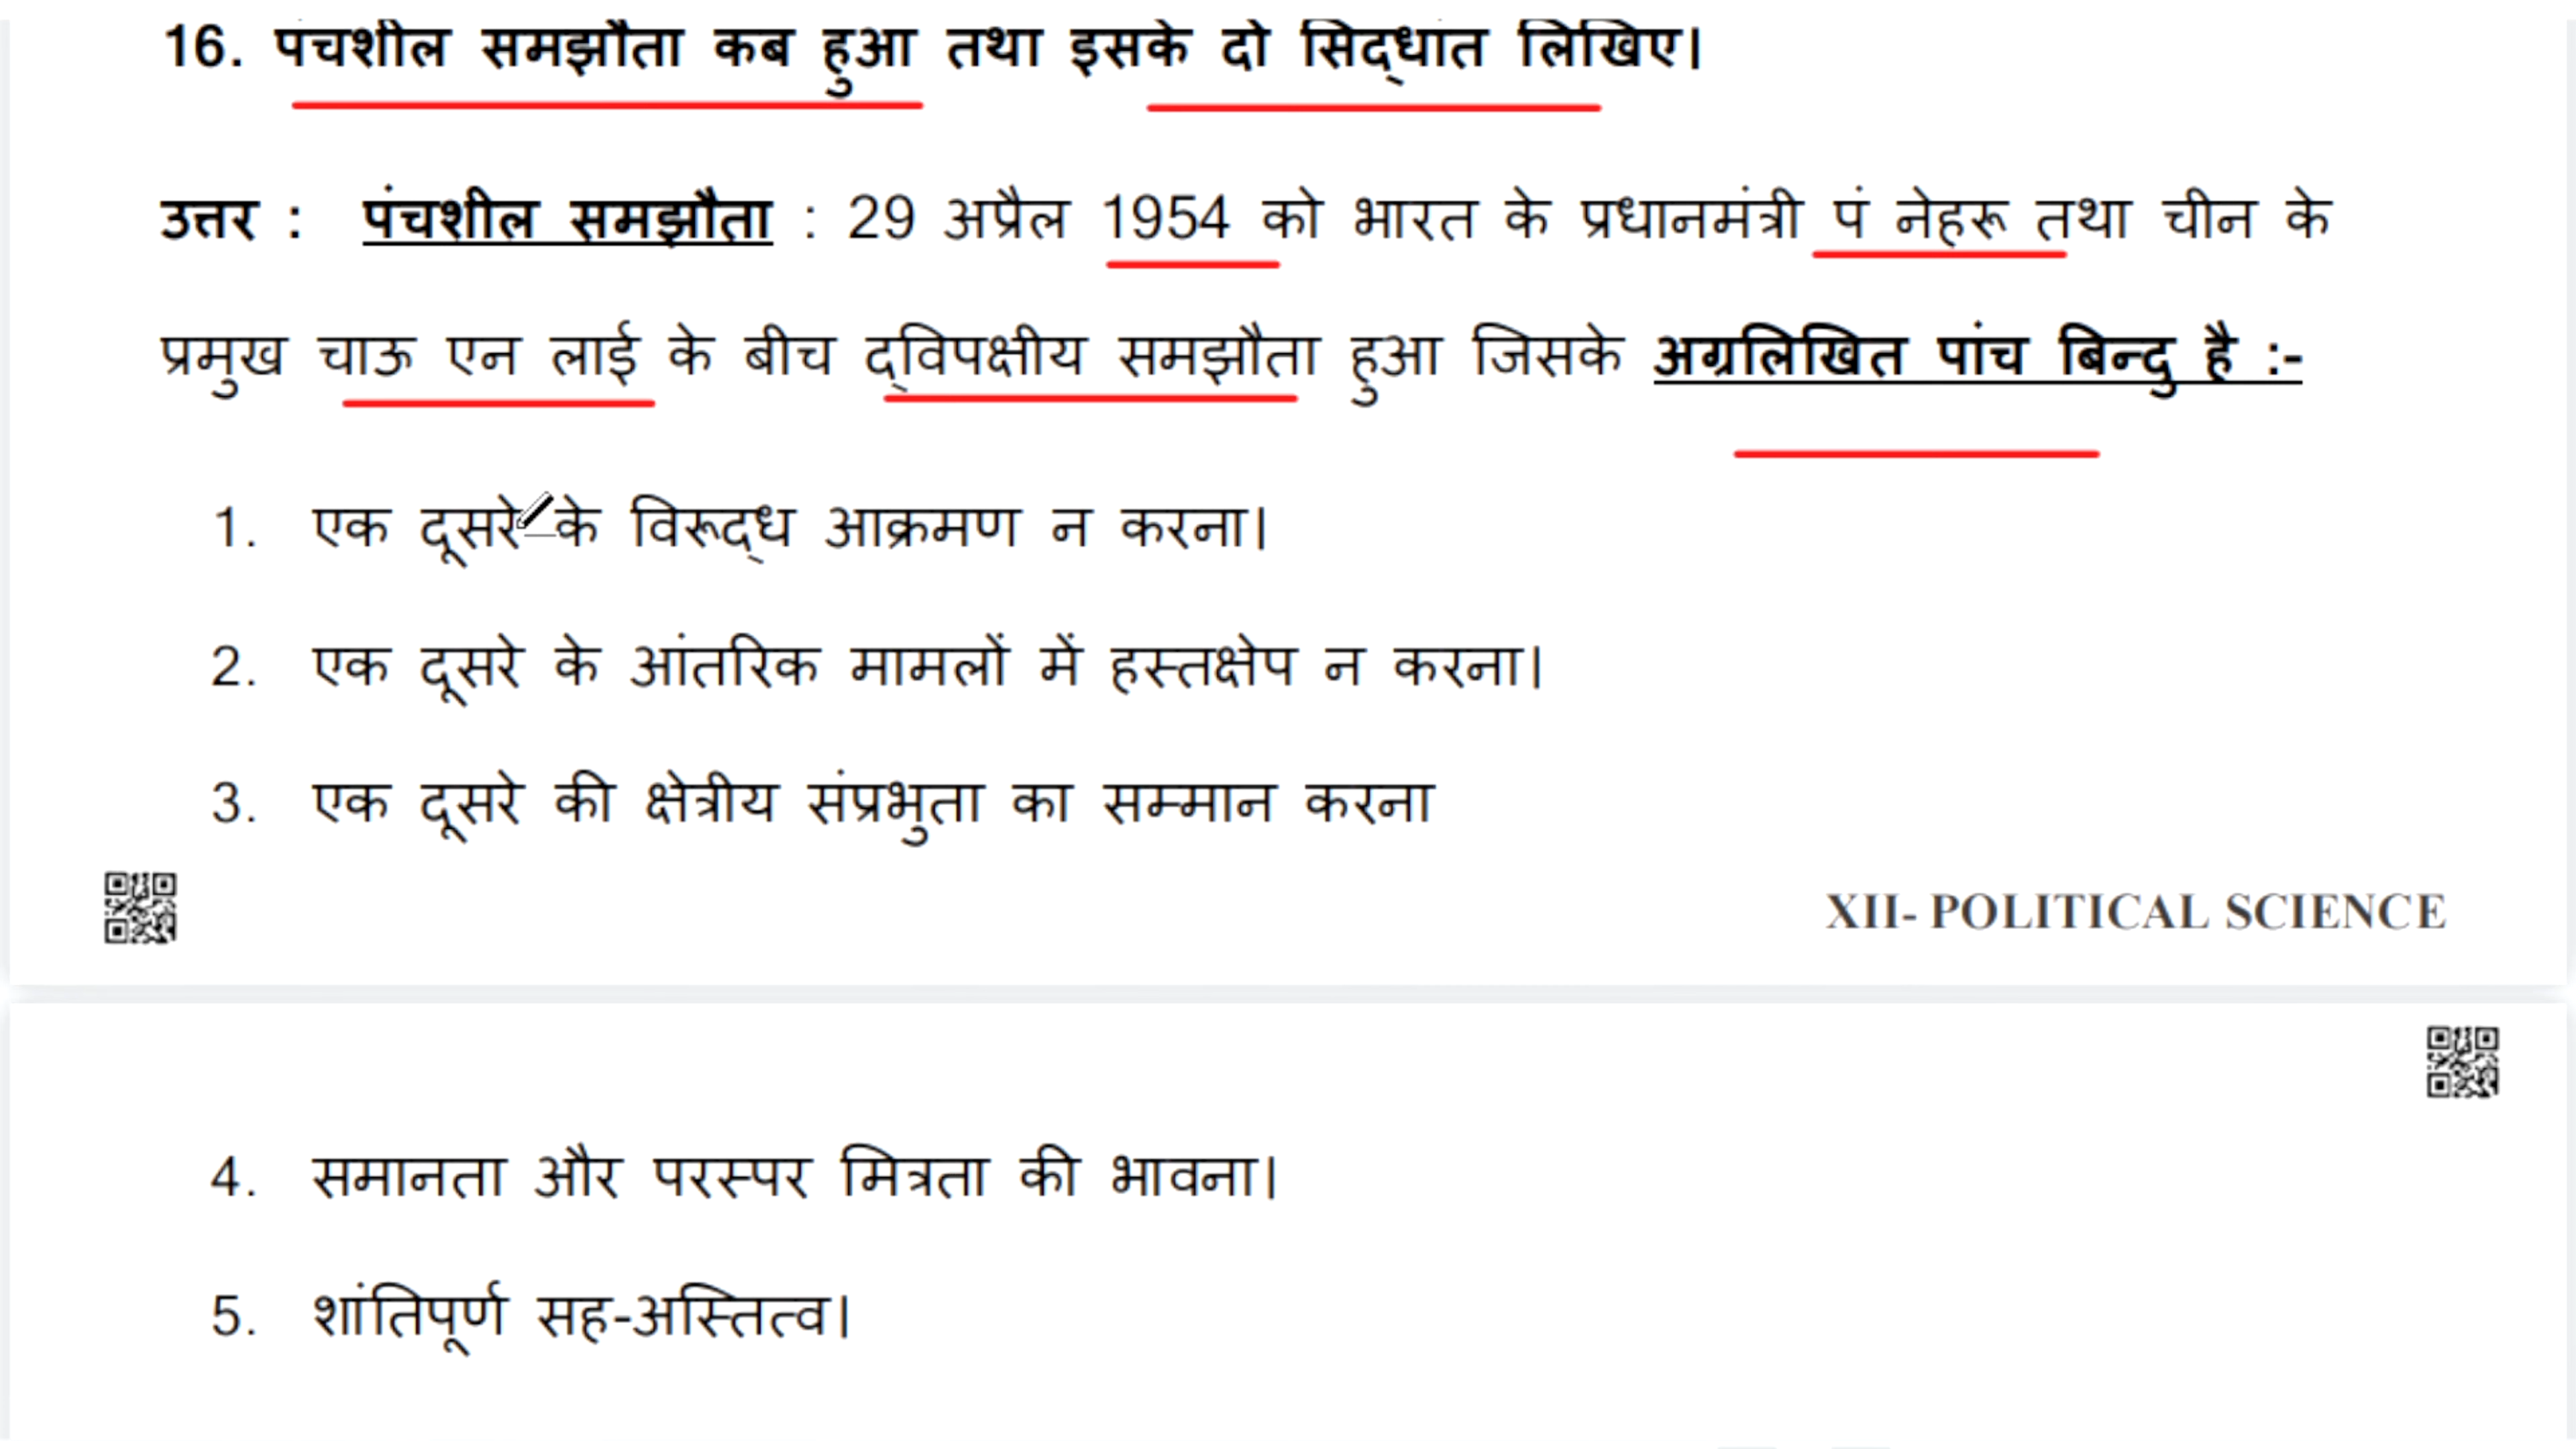 16. पंचशील समझौता कब हुआ तथा इसके दो सिद्धांत लिखिए।
उत्तर : पंचशील समझौता : 29 अप्रैल 1954 को भारत के प्रधानमंत्री पं नेहरू तथा चीन के
प्रमुख चाऊ एन लाई के बीच द्विपक्षीय समझौता हुआ जिसके अग्रलिखित पांच बिन्दु है :-
1. एक दूसरे के विरूद्ध आक्रमण न करना।
2. एक दूसरे के आंतरिक मामलों में हस्तक्षेप न करना।
3. एक दूसरे की क्षेत्रीय संप्रभुता का सम्मान करना
XII- POLITICAL SCIENCE
4. समानता और परस्पर मित्रता की भावना।
5. शांतिपूर्ण सह-अस्तित्व।